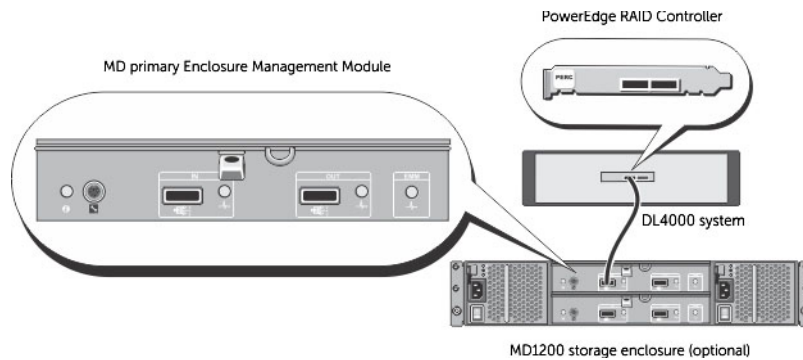 PowerEdge RAID Controller
MD primary Enclosure Management Module
PERC
IN
OUT
EMM
DL4000 system
MD1200 storage enclosure (optional)